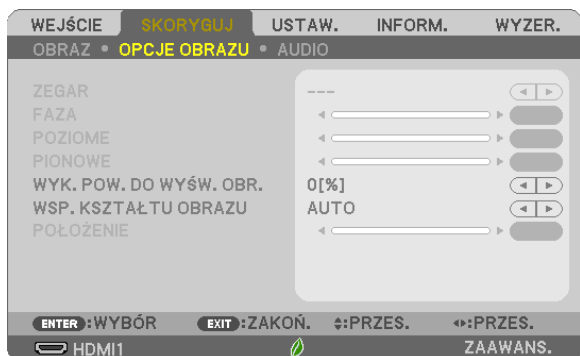 WEJŚCIE SKORYGUJ USTAW. INFORM. WYZER.
OBRAZ • OPCJE OBRAZU • AUDIO
ZEGAR ---
FAZA
POZIOME
PIONOWE
WYK. POW. DO WYŚW. OBR. 0[%]
WSP. KSZTAŁTU OBRAZU AUTO
POŁOŻENIE
ENTER :WYBÓR EXIT :ZAKOŃ. :PRZES. :PRZES.
HDMI1 ZAAWANS.